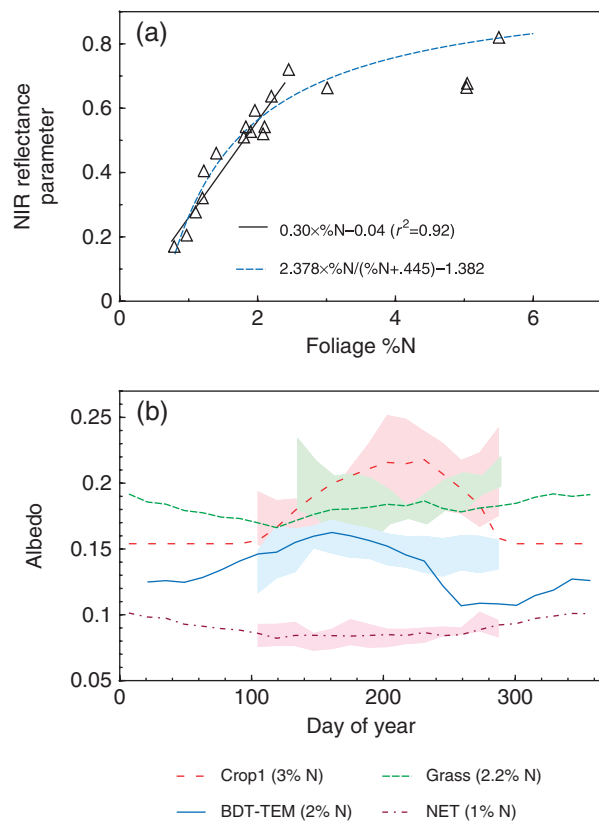 (a)
NIR reflectance
parameter
0.8
0.6
0.4
0.2
0
0.30×%N−0.04 (r²=0.92)
2.378×%N/(%N+.445)−1.382
0 2 4 6
Foliage %N
(b)
Albedo
0.25
0.2
0.15
0.1
0.05
0 100 200 300
Day of year
Crop1 (3% N) Grass (2.2% N)
BDT-TEM (2% N) NET (1% N)